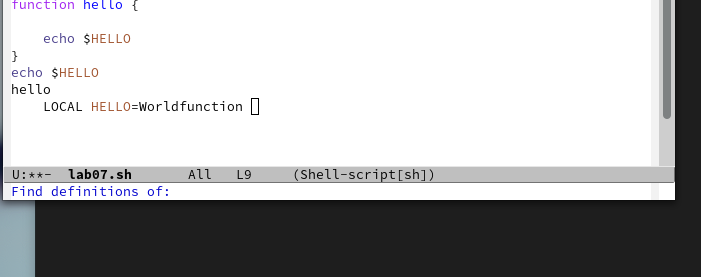 function hello {
    echo $HELLO
}
echo $HELLO
hello
    LOCAL HELLO=Worldfunction
U:**-  lab07.sh       All   L9     (Shell-script[sh])
Find definitions of: